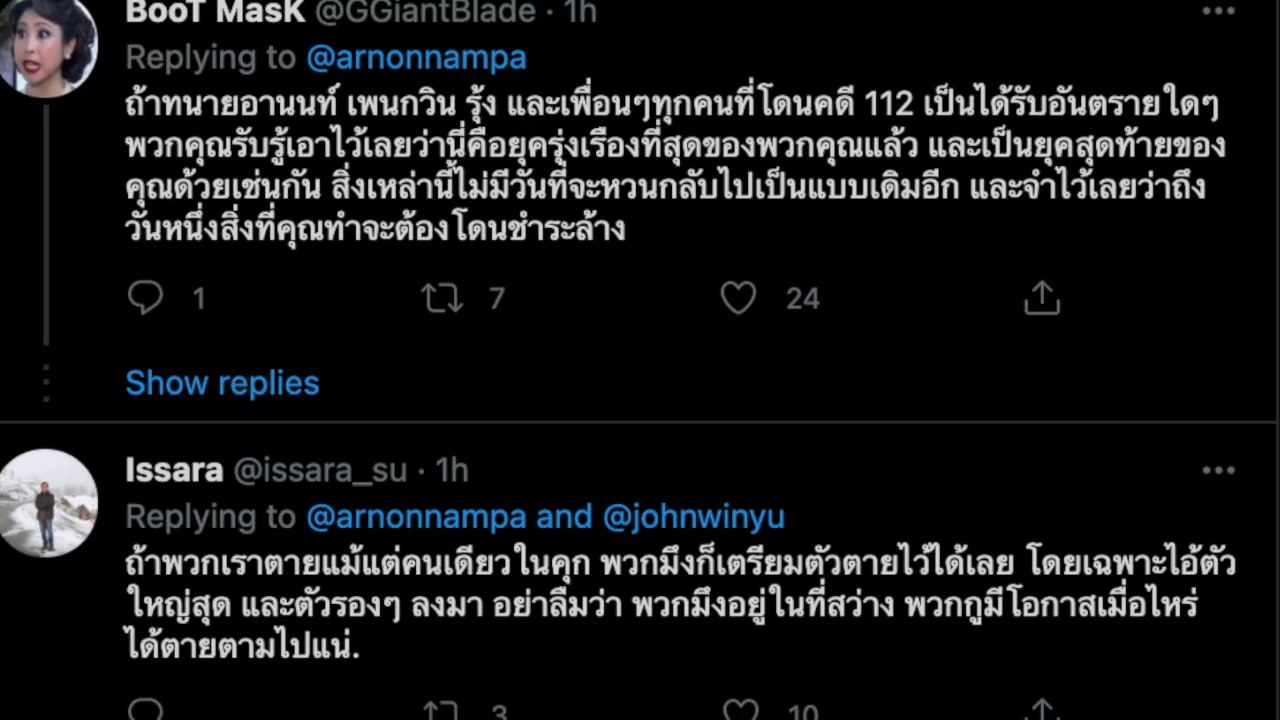 BooT MasK @GGiantBlade · 1h
Replying to @arnonnampa
ถ้าทนายอานนท์ เพนกวิน รุ้ง และเพื่อนๆทุกคนที่โดนคดี 112 เป็นได้รับอันตรายใดๆ
พวกคุณรับรู้เอาไว้เลยว่านี่คือยุครุ่งเรืองที่สุดของพวกคุณแล้ว และเป็นยุคสุดท้ายของ
คุณด้วยเช่นกัน สิ่งเหล่านี้ไม่มีวันที่จะหวนกลับไปเป็นแบบเดิมอีก และจำไว้เลยว่าถึง
วันหนึ่งสิ่งที่คุณทำจะต้องโดนชำระล้าง
1 7 24
Show replies
Issara @issara_su · 1h
Replying to @arnonnampa and @johnwinyu
ถ้าพวกเราตายแม้แต่คนเดียวในคุก พวกมึงก็เตรียมตัวตายไว้ได้เลย โดยเฉพาะไอ้ตัว
ใหญ่สุด และตัวรองๆ ลงมา อย่าลืมว่า พวกมึงอยู่ในที่สว่าง พวกกูมีโอกาสเมื่อไหร่
ได้ตายตามไปแน่.
3 10